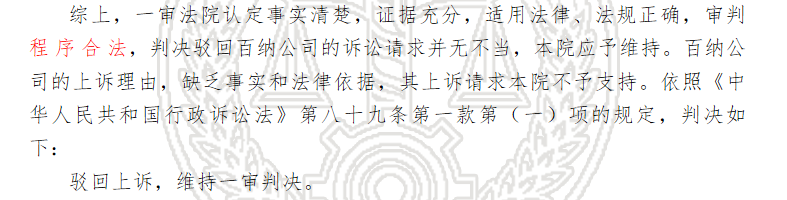 综上，一审法院认定事实清楚，证据充分，适用法律、法规正确，审判
程序合法，判决驳回百纳公司的诉讼请求并无不当，本院应予维持。百纳公
司的上诉理由，缺乏事实和法律依据，其上诉请求本院不予支持。依照《中
华人民共和国行政诉讼法》第八十九条第一款第（一）项的规定，判决如
下：
驳回上诉，维持一审判决。